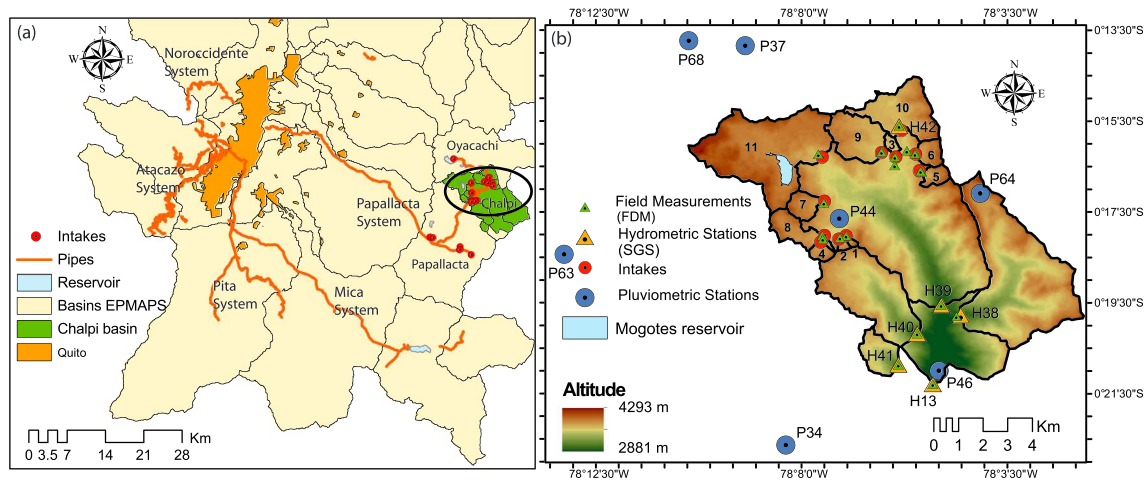 (a)
N
W
E
S
Noroccidente
System
Atacazo
System
Oyacachi
Chalpi
Papallacta
System
Papallacta
Pita
System
Mica
System
Intakes
Pipes
Reservoir
Basins EPMAPS
Chalpi basin
Quito
Km
0 3.5 7 14 21 28
78°12'30"W 78°8'0"W 78°3'30"W
(b)
P68
P37
N
W
E
S
0°13'30"S
0°15'30"S
0°17'30"S
0°19'30"S
0°21'30"S
10
H42
9
3
11
6
5
P64
7
P44
8
4
2
1
P63
H39
H38
H40
H41
P46
H13
P34
Field Measurements
(FDM)
Hydrometric Stations
(SGS)
Intakes
Pluviometric Stations
Mogotes reservoir
Altitude
4293 m
2881 m
Km
0 1 2 3 4
78°12'30"W 78°8'0"W 78°3'30"W